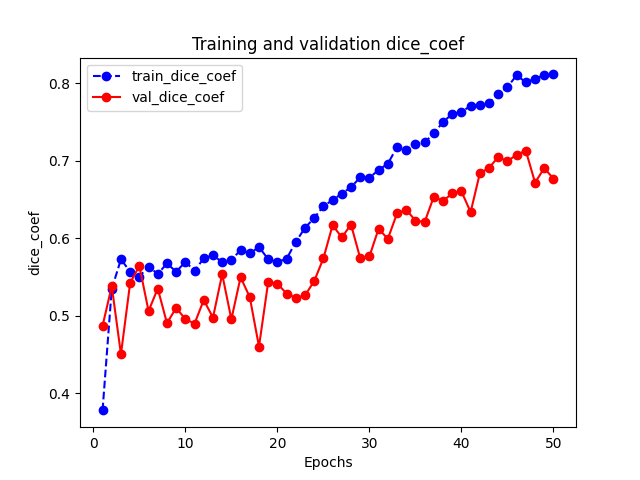 Training and validation dice_coef
train_dice_coef
val_dice_coef
0.8
0.7
0.6
0.5
0.4
dice_coef
0 10 20 30 40 50
Epochs